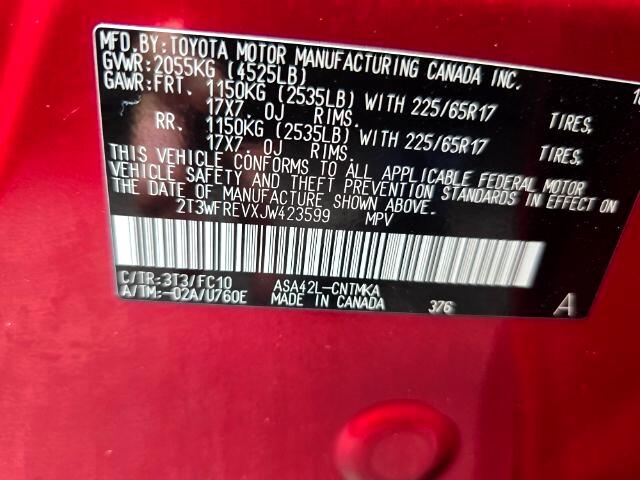 MFD.BY:TOYOTA MOTOR MANUFACTURING CANADA INC.
GVWR:2055KG (4525LB)
GAWR:FRT. 1150KG (2535LB) WITH 225/65R17 TIRES,
17X7.0J RIMS.
RR. 1150KG (2535LB) WITH 225/65R17 TIRES,
17X7.0J RIMS.
THIS VEHICLE CONFORMS TO ALL APPLICABLE FEDERAL MOTOR
VEHICLE SAFETY AND THEFT PREVENTION STANDARDS IN EFFECT ON
THE DATE OF MANUFACTURE SHOWN ABOVE.
2T3WFREVXJW423599 MPV
C/TR:3T3/FC10 ASA42L-CNTMKA
A/TM:-02A/U760E MADE IN CANADA 376 A